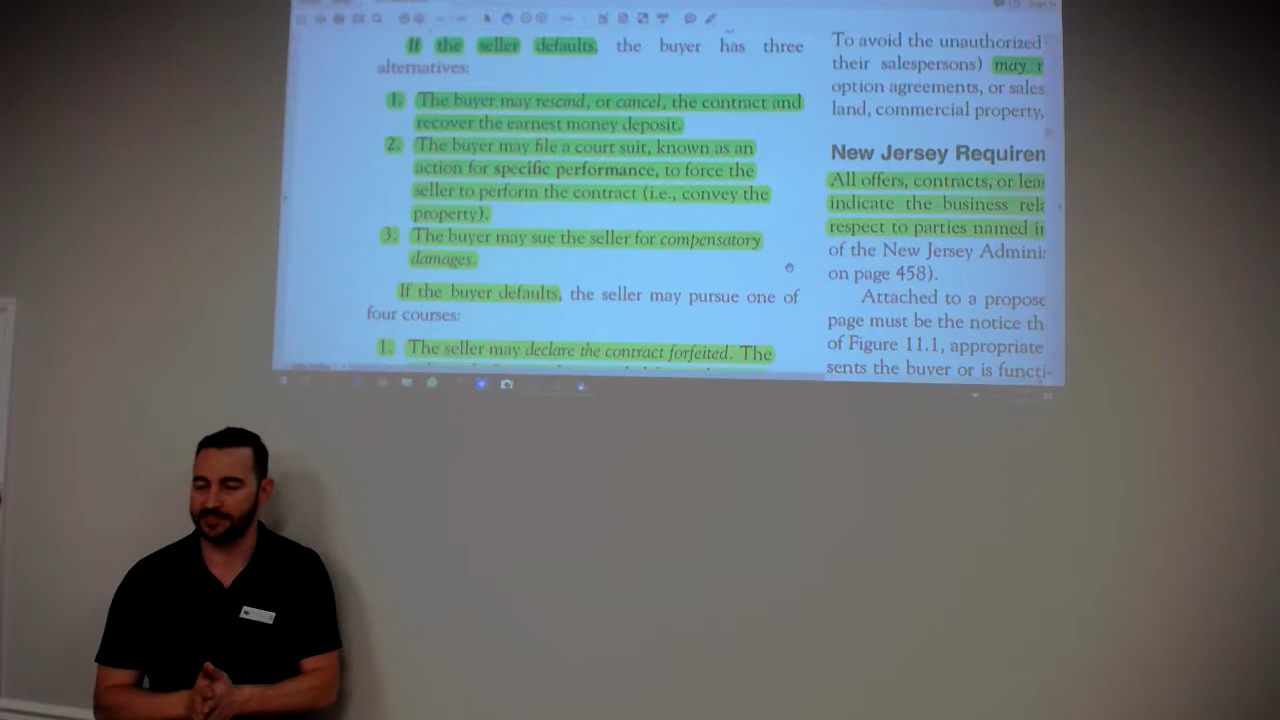 If the seller defaults, the buyer has three
alternatives:
1. The buyer may rescind, or cancel, the contract and
recover the earnest money deposit.
2. The buyer may file a court suit, known as an
action for specific performance, to force the
seller to perform the contract (i.e., convey the
property).
3. The buyer may sue the seller for compensatory
damages.
If the buyer defaults, the seller may pursue one of
four courses:
1. The seller may declare the contract forfeited. The
To avoid the unauthorized
their salespersons) may
option agreements, or sales
land, commercial property,
New Jersey Requirem
All offers, contracts, or leas
indicate the business rela
respect to parties named in
of the New Jersey Adminis
on page 458).
Attached to a propose
page must be the notice th
of Figure 11.1, appropriate
sents the buyer or is functi